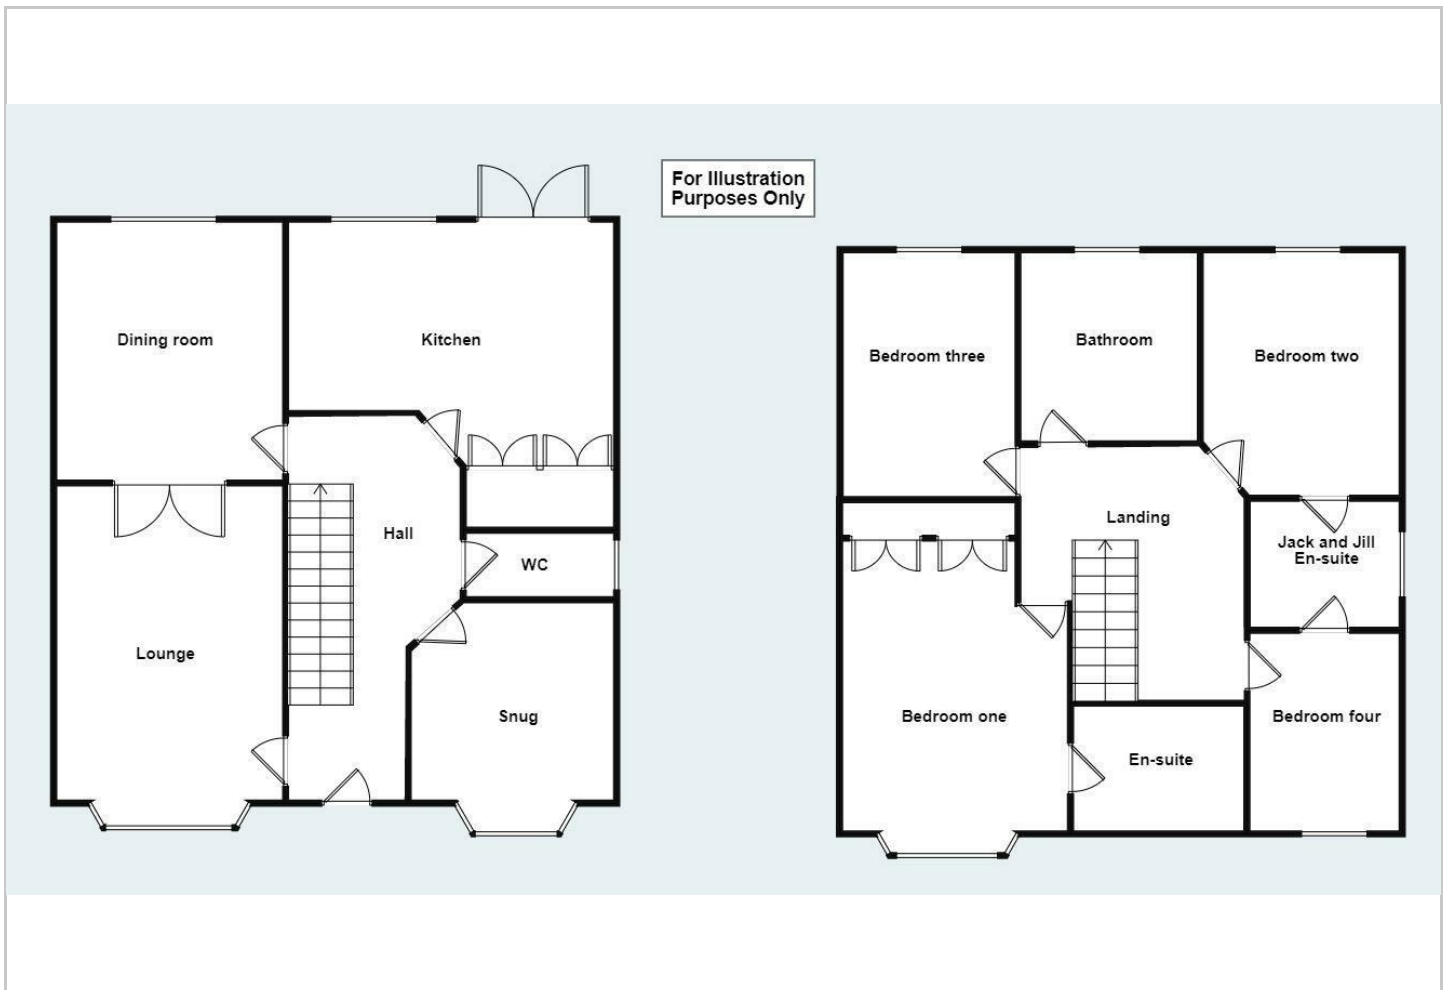 For Illustration
Purposes Only
Dining room
Kitchen
Hall
WC
Lounge
Snug
Bedroom three
Bathroom
Bedroom two
Landing
Jack and Jill
En-suite
Bedroom one
En-suite
Bedroom four